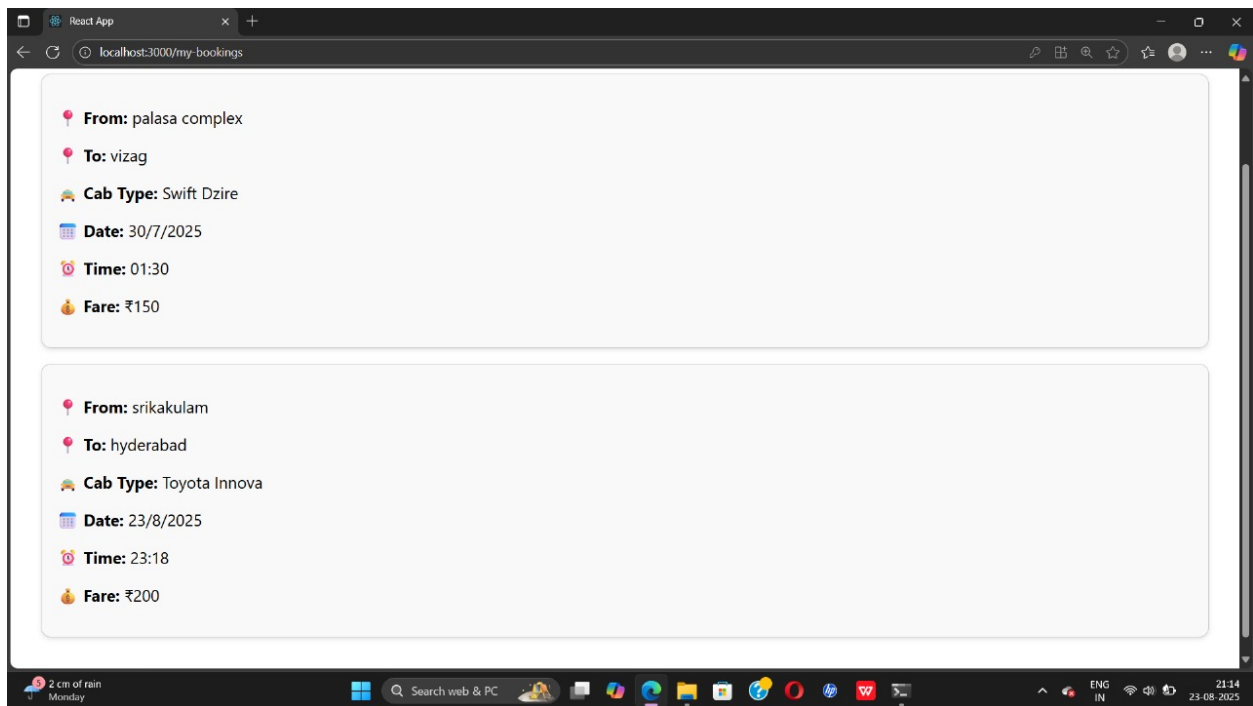 React App
localhost:3000/my-bookings
From: palasa complex
To: vizag
Cab Type: Swift Dzire
Date: 30/7/2025
Time: 01:30
Fare: ₹150
From: srikakulam
To: hyderabad
Cab Type: Toyota Innova
Date: 23/8/2025
Time: 23:18
Fare: ₹200
5
2 cm of rain
Monday
Search web & PC
hp
W
ENG
IN
21:14
23-08-2025